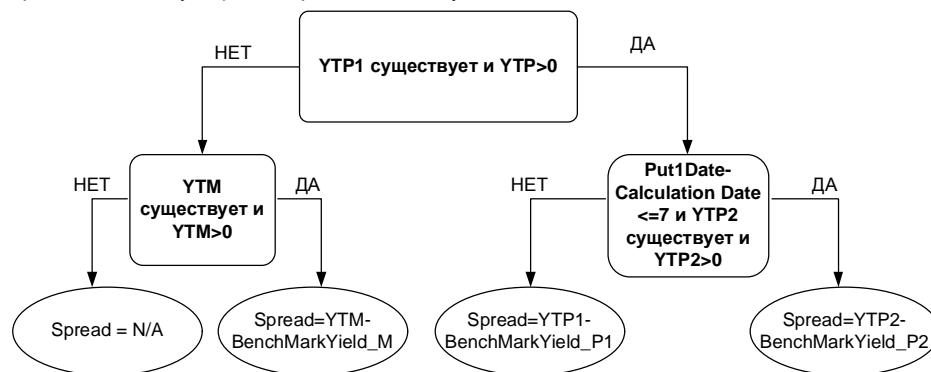 НЕТ
YTP1 существует и YTP>0
ДА
НЕТ
YTM
существует и
YTM>0
ДА
НЕТ
Put1Date-
Calculation Date
<=7 и YTP2
существует и
YTP2>0
ДА
Spread = N/A
Spread=YTM-
BenchMarkYield_M
Spread=YTP1-
BenchMarkYield_P1
Spread=YTP2-
BenchMarkYield_P2